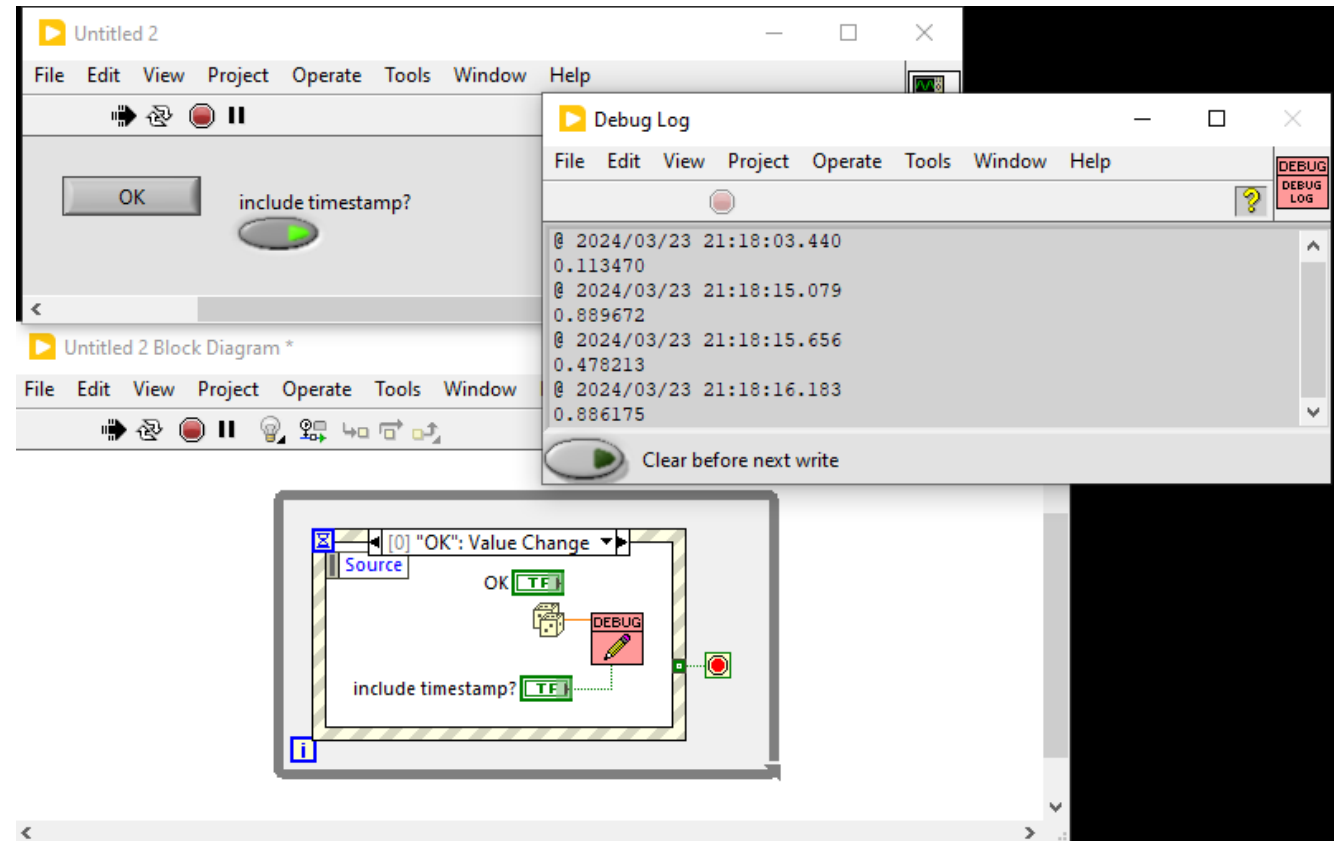 Untitled 2
File Edit View Project Operate Tools Window Help
OK
include timestamp?
Debug Log
File Edit View Project Operate Tools Window Help
DEBUG
DEBUG
LOG
@ 2024/03/23 21:18:03.440
0.113470
@ 2024/03/23 21:18:15.079
0.889672
@ 2024/03/23 21:18:15.656
0.478213
@ 2024/03/23 21:18:16.183
0.886175
Clear before next write
Untitled 2 Block Diagram *
File Edit View Project Operate Tools Window
[0] "OK": Value Change
Source
OK TF
DEBUG
include timestamp? TF
i